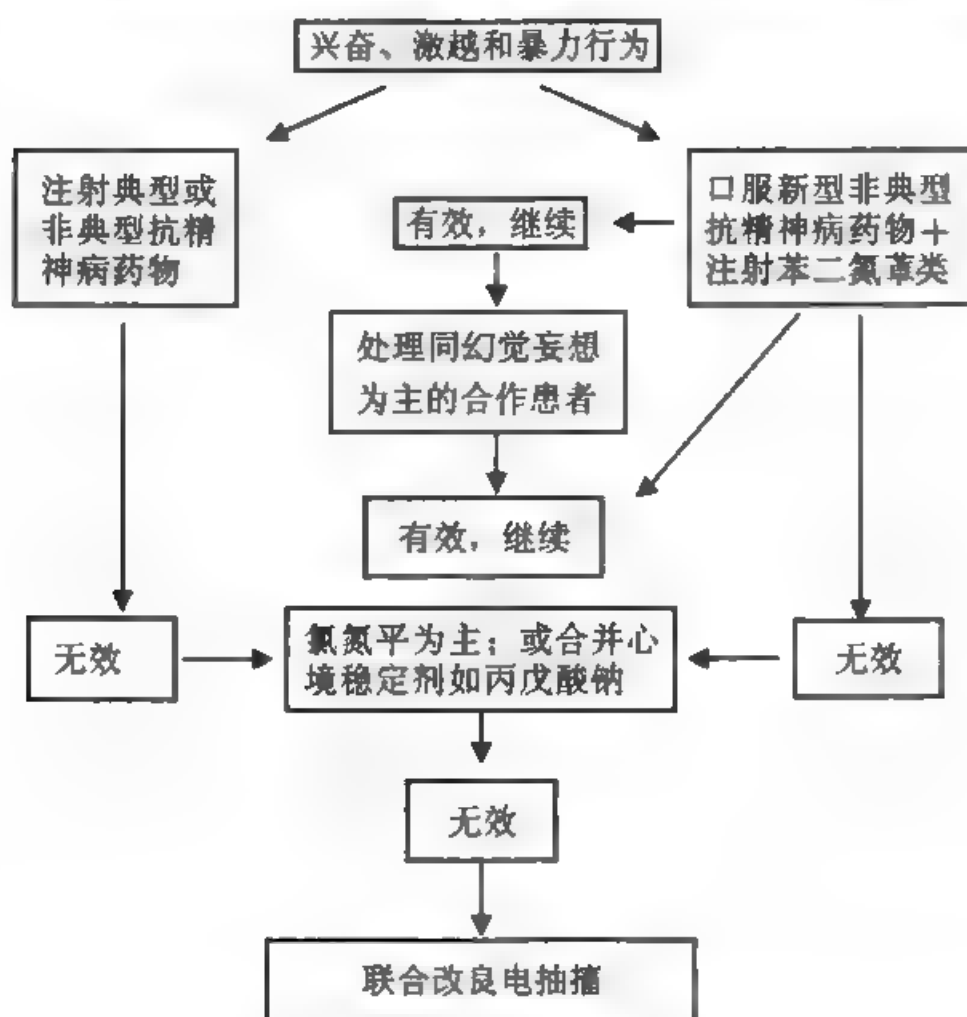 兴奋、激越和暴力行为
注射典型或
非典型抗精
神病药物
有效，继续
口服新型非典型
抗精神病药物＋
注射苯二氮䓬类
处理同幻觉妄想
为主的合作患者
有效，继续
无效
氯氮平为主；或合并心
境稳定剂如丙戊酸钠
无效
无效
联合改良电抽搐